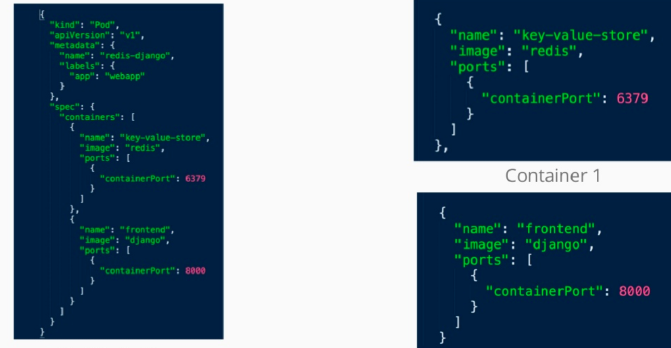 {
"kind": "Pod",
"apiVersion": "v1",
"metadata": {
"name": "redis-django",
"labels": {
"app": "webapp"
}
},
"spec": {
"containers": [
{
"name": "key-value-store",
"image": "redis",
"ports": [
{
"containerPort": 6379
}
]
},
{
"name": "frontend",
"image": "django",
"ports": [
{
"containerPort": 8000
}
]
}
]
}
}
{
"name": "key-value-store",
"image": "redis",
"ports": [
{
"containerPort": 6379
}
]
},
Container 1
{
"name": "frontend",
"image": "django",
"ports": [
{
"containerPort": 8000
}
]
}